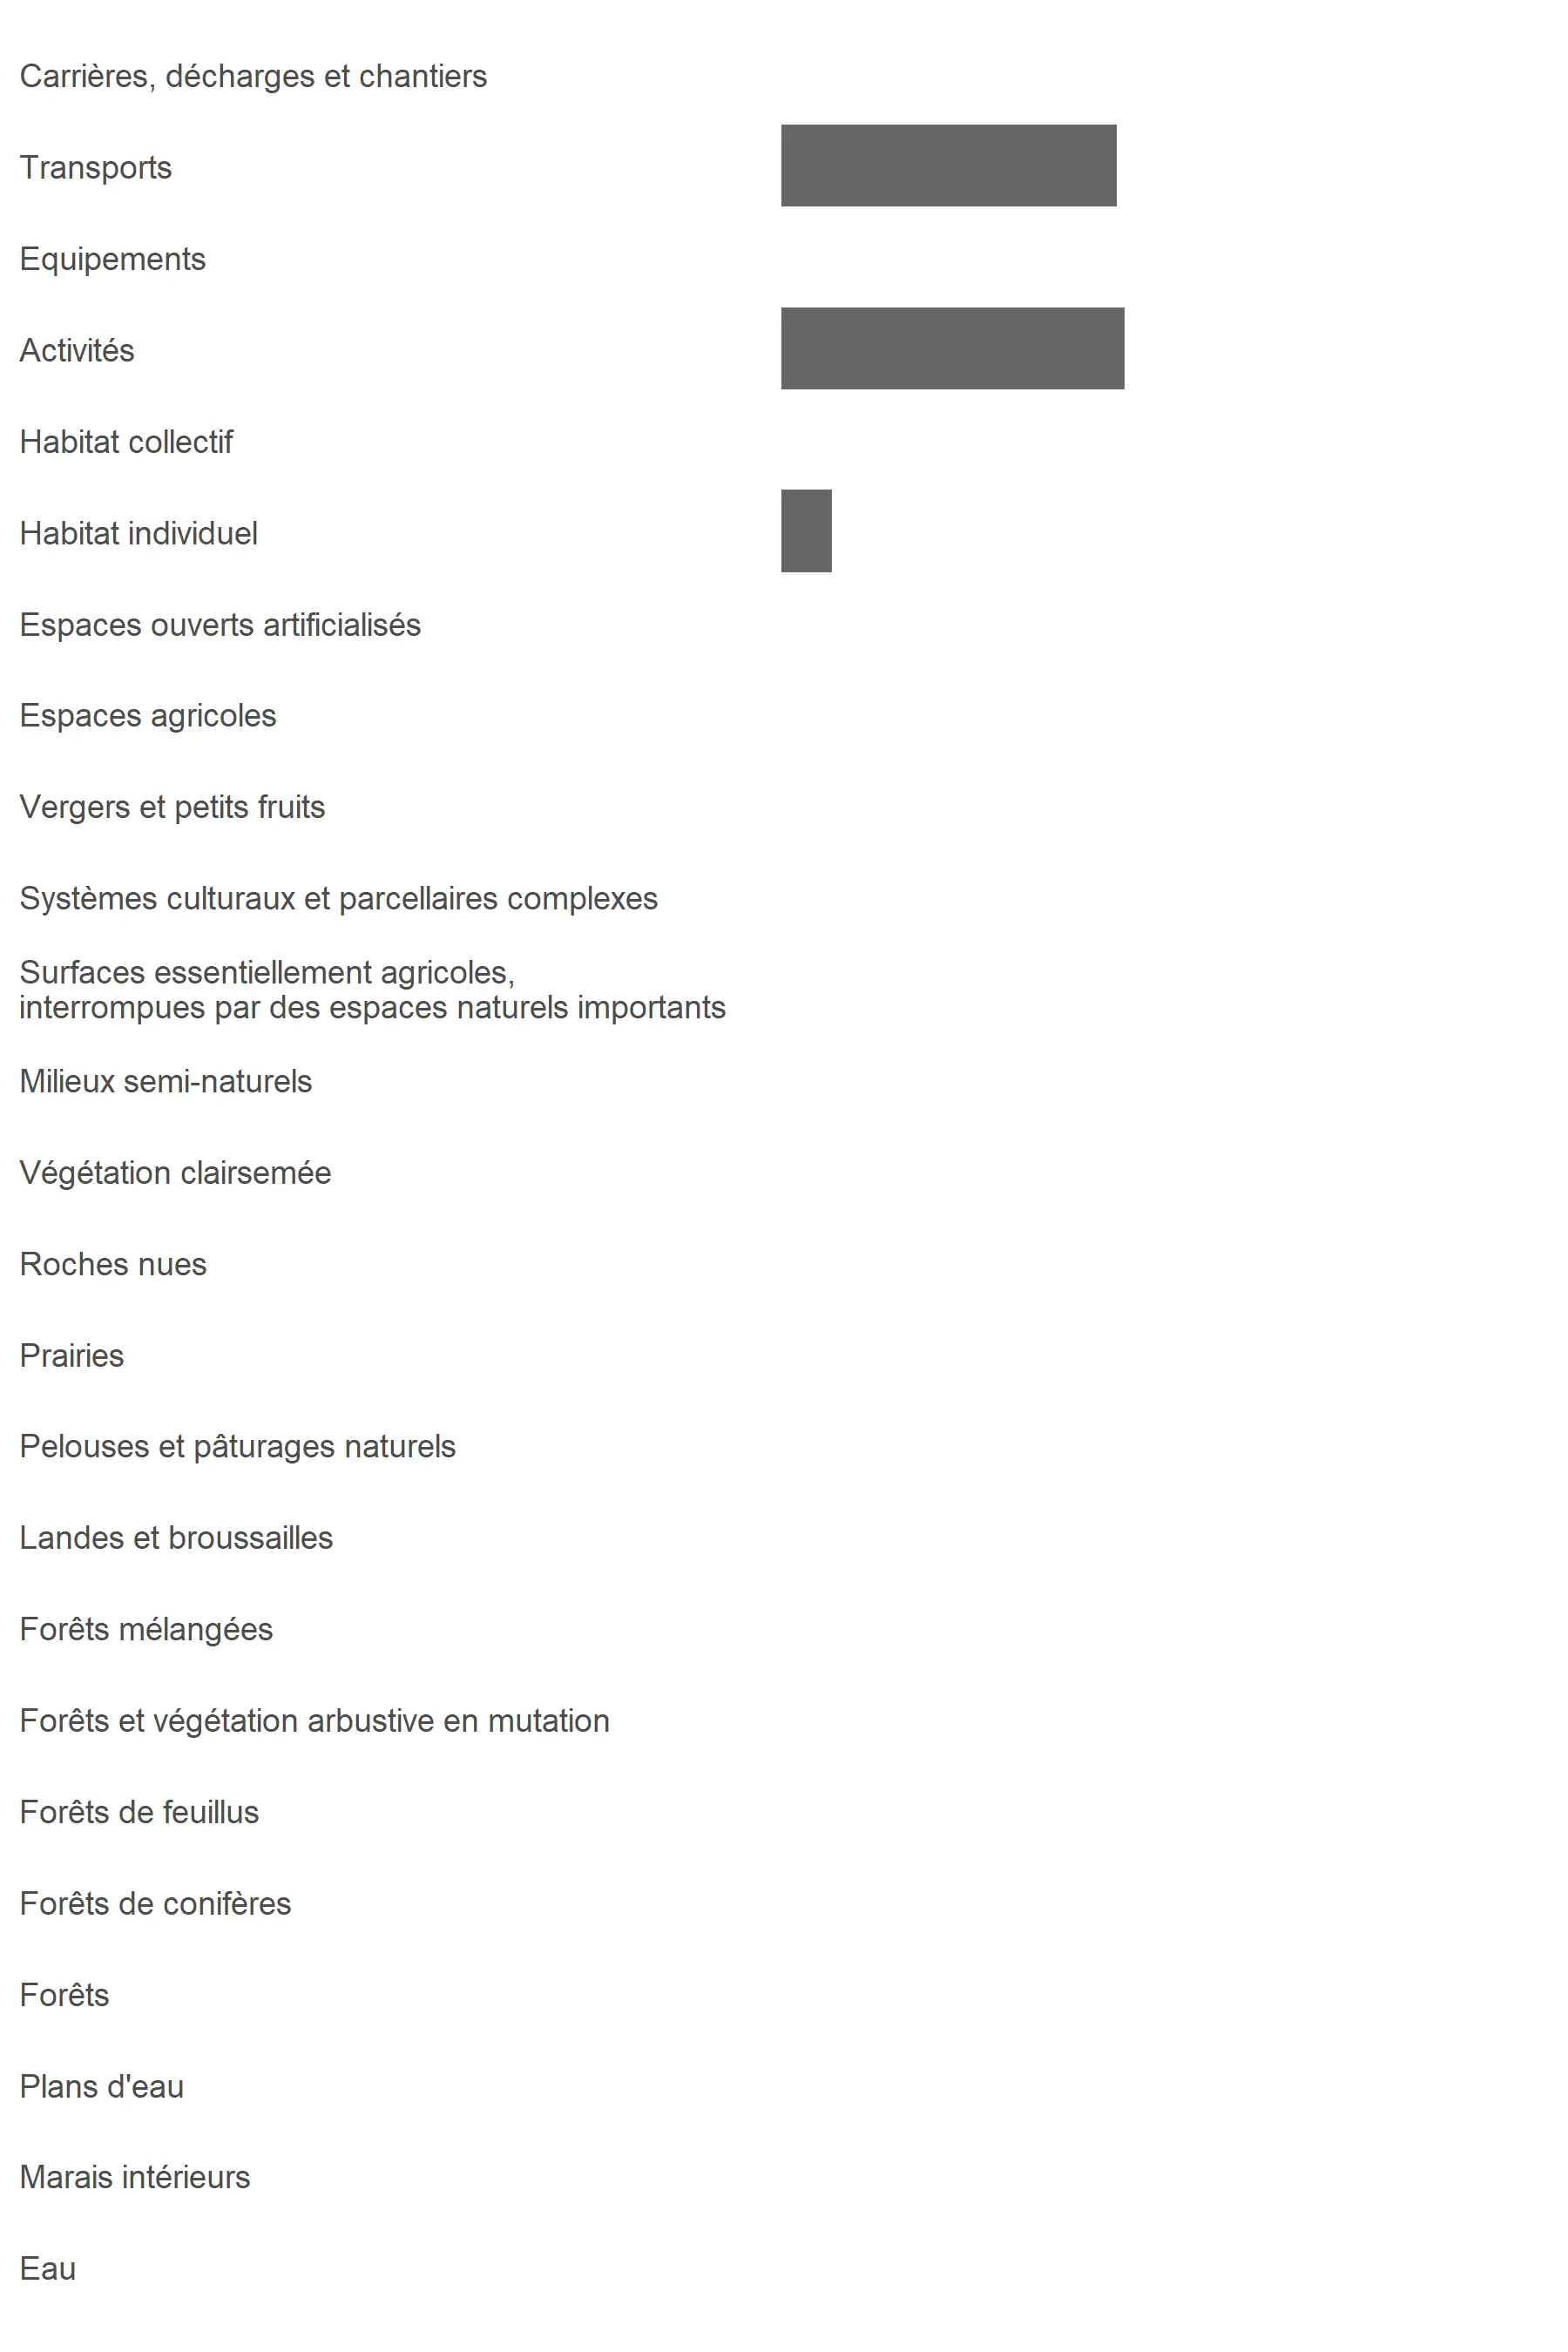 Carrières, décharges et chantiers
Transports
Equipements
Activités
Habitat collectif
Habitat individuel
Espaces ouverts artificialisés
Espaces agricoles
Vergers et petits fruits
Systèmes culturaux et parcellaires complexes
Surfaces essentiellement agricoles,
interrompues par des espaces naturels importants
Milieux semi-naturels
Végétation clairsemée
Roches nues
Prairies
Pelouses et pâturages naturels
Landes et broussailles
Forêts mélangées
Forêts et végétation arbustive en mutation
Forêts de feuillus
Forêts de conifères
Forêts
Plans d'eau
Marais intérieurs
Eau